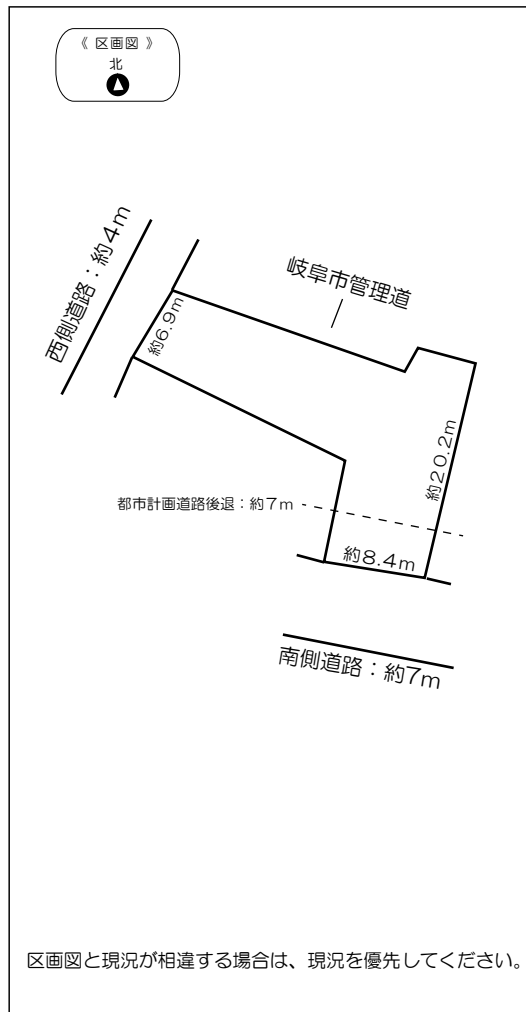 《 区画図 》
北
西側道路：約4m
岐阜市管理道
約6.9m
約20.2m
都市計画道路後退：約7m
約8.4m
南側道路：約7m
区画図と現況が相違する場合は、現況を優先してください。